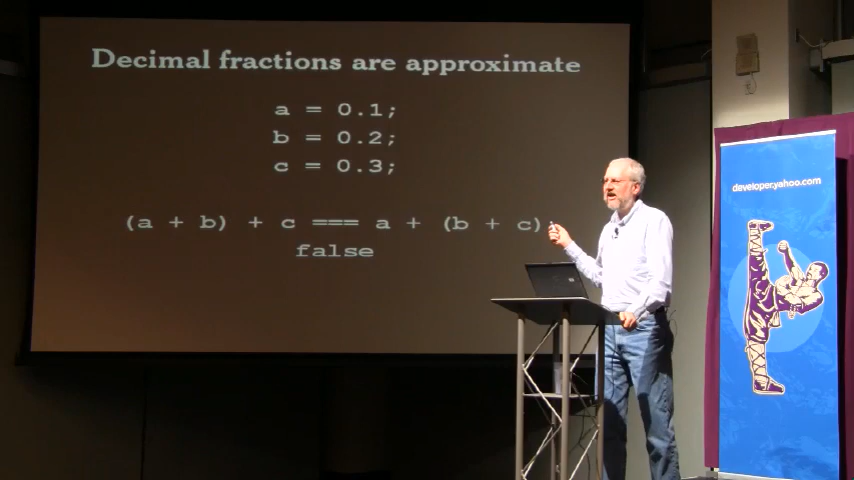 Decimal fractions are approximate
a = 0.1;
b = 0.2;
c = 0.3;
(a + b) + c === a + (b + c)
false
developer.yahoo.com